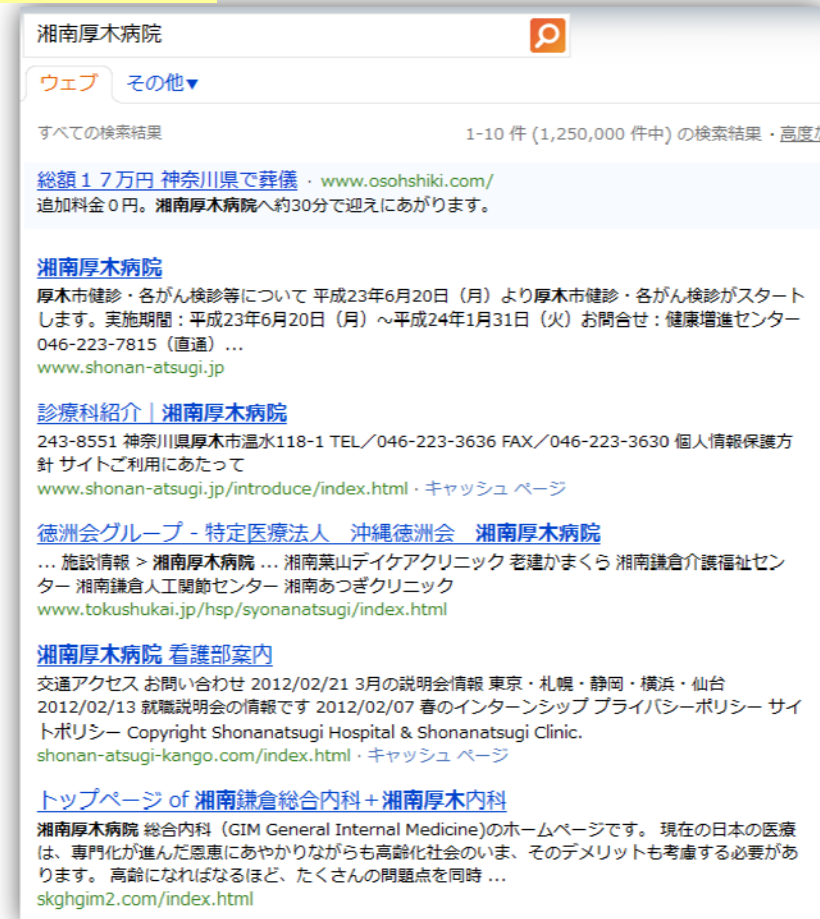 湘南厚木病院
ウェブ その他▼
すべての検索結果 1-10 件 (1,250,000 件中) の検索結果・高度
総額１７万円 神奈川県で葬儀 · www.osohshiki.com/
追加料金０円。湘南厚木病院へ約30分で迎えにあがります。
湘南厚木病院
厚木市健診・各がん検診等について 平成23年6月20日（月）より厚木市健診・各がん検診がスタート
します。実施期間：平成23年6月20日（月）～平成24年1月31日（火）お問合せ：健康増進センター
046-223-7815（直通）...
www.shonan-atsugi.jp
診療科紹介｜湘南厚木病院
243-8551 神奈川県厚木市温水118-1 TEL／046-223-3636 FAX／046-223-3630 個人情報保護方
針 サイトご利用にあたって
www.shonan-atsugi.jp/introduce/index.html · キャッシュ ページ
徳洲会グループ - 特定医療法人　沖縄徳洲会　湘南厚木病院
... 施設情報 > 湘南厚木病院 ... 湘南葉山デイケアクリニック 老建かまくら 湘南鎌倉介護福祉セン
ター 湘南鎌倉人工関節センター 湘南あつぎクリニック
www.tokushukai.jp/hsp/syonanatsugi/index.html
湘南厚木病院 看護部案内
交通アクセス お問い合わせ 2012/02/21 3月の説明会情報 東京・札幌・静岡・横浜・仙台
2012/02/13 就職説明会の情報です 2012/02/07 春のインターンシップ プライバシーポリシー サイ
トポリシー Copyright Shonanatsugi Hospital & Shonanatsugi Clinic.
shonan-atsugi-kango.com/index.html · キャッシュ ページ
トップページ of 湘南鎌倉総合内科＋湘南厚木内科
湘南厚木病院 総合内科（GIM General Internal Medicine)のホームページです。 現在の日本の医療
は、専門化が進んだ恩恵にあやかりながらも高齢化社会のいま、そのデメリットも考慮する必要があ
ります。 高齢になればなるほど、たくさんの問題点を同時 ...
skghgim2.com/index.html